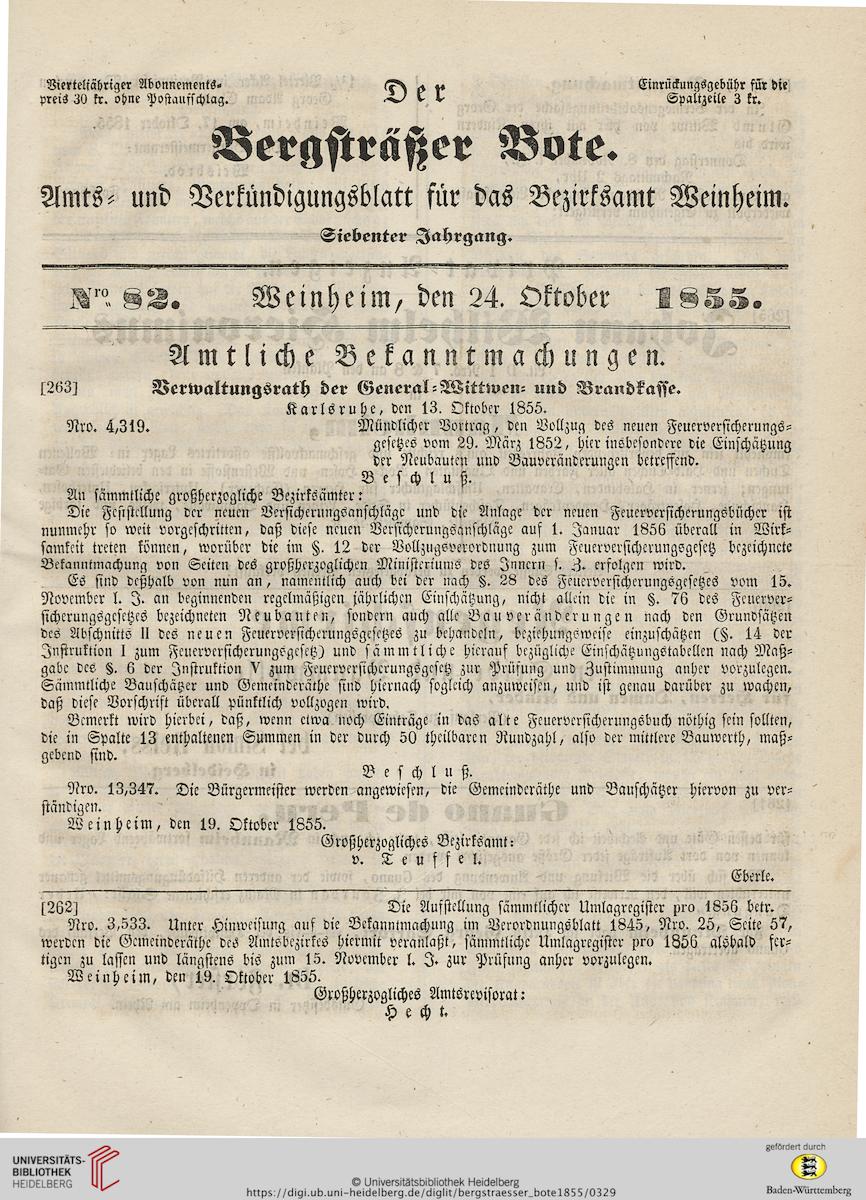 Vierteljähriger Abonnements-
preis 30 kr. ohne Postaufschlag.
Der
Einrückungsgebühr für die
Spaltzeile 3 kr.
Bergsträßer Bote.
Amts- und Verkündigungsblatt für das Bezirksamt Weinheim.
Siebenter Jahrgang.
Nro 82. Weinheim, den 24. Oktober 1855.
Amtliche Bekanntmachungen.
[263] Verwaltungsrath der General-Wittwen- und Brandkasse.
Karlsruhe, den 13. Oktober 1855.
Nro. 4,319. Mündlicher Vortrag, den Vollzug des neuen Feuerversicherungs-
gesetzes vom 29. März 1852, hier insbesondere die Einschätzung
der Neubauten und Bauveränderungen betreffend.
Beschluß.
An sämmtliche großherzogliche Bezirksämter:
Die Feststellung der neuen Versicherungsanschläge und die Anlage der neuen Feuerversicherungsbücher ist
nunmehr so weit vorgeschritten, daß diese neuen Versicherungsanschläge auf 1. Januar 1856 überall in Wirk-
samkeit treten können, worüber die im §. 12 der Vollzugsverordnung zum Feuerversicherungsgesetz bezeichnete
Bekanntmachung von Seiten des großherzoglichen Ministeriums des Innern s. Z. erfolgen wird.
Es sind deßhalb von nun an, namentlich auch bei der nach §. 28 des Feuerversicherungsgesetzes vom 15.
November l. J. an beginnenden regelmäßigen jährlichen Einschätzung, nicht allein die in §. 76 des Feuerver-
sicherungsgesetzes bezeichneten Neubauten, sondern auch alle Bauveränderungen nach den Grundsätzen
des Abschnitts II des neuen Feuerversicherungsgesetzes zu behandeln, beziehungsweise einzuschätzen (§. 14 der
Instruktion I zum Feuerversicherungsgesetz) und sämmtliche hierauf bezügliche Einschätzungstabellen nach Maß-
gabe des §. 6 der Instruktion V zum Feuerversicherungsgesetz zur Prüfung und Zustimmung anher vorzulegen.
Sämmtliche Bauschätzer und Gemeinderäthe sind hiernach sogleich anzuweisen, und ist genau darüber zu wachen,
daß diese Vorschrift überall pünktlich vollzogen wird.
Bemerkt wird hierbei, daß, wenn etwa noch Einträge in das alte Feuerversicherungsbuch nöthig sein sollten,
die in Spalte 13 enthaltenen Summen in der durch 50 theilbaren Rundzahl, also der mittlere Bauwerth, maß-
gebend sind.
Beschluß.
Nro. 13,347. Die Bürgermeister werden angewiesen, die Gemeinderäthe und Bauschätzer hiervon zu ver-
ständigen.
Weinheim, den 19. Oktober 1855.
Großherzogliches Bezirksamt:
v. Teuffel.
Eberle.
[262] Die Aufstellung sämmtlicher Umlagregister pro 1856 betr.
Nro. 3,533. Unter Hinweisung auf die Bekanntmachung im Verordnungsblatt 1845, Nro. 25, Seite 57,
werden die Gemeinderäthe des Amtsbezirkes hiermit veranlaßt, sämmtliche Umlagregister pro 1856 alsbald fer-
tigen zu lassen und längstens bis zum 15. November l. J. zur Prüfung anher vorzulegen.
Weinheim, den 19. Oktober 1855.
Großherzogliches Amtsrevisorat:
Hecht.
UNIVERSITÄTS-
BIBLIOTHEK
HEIDELBERG
© Universitätsbibliothek Heidelberg
https://digi.ub.uni-heidelberg.de/diglit/bergstraesser_bote1855/0329
gefördert durch
Baden-Württemberg